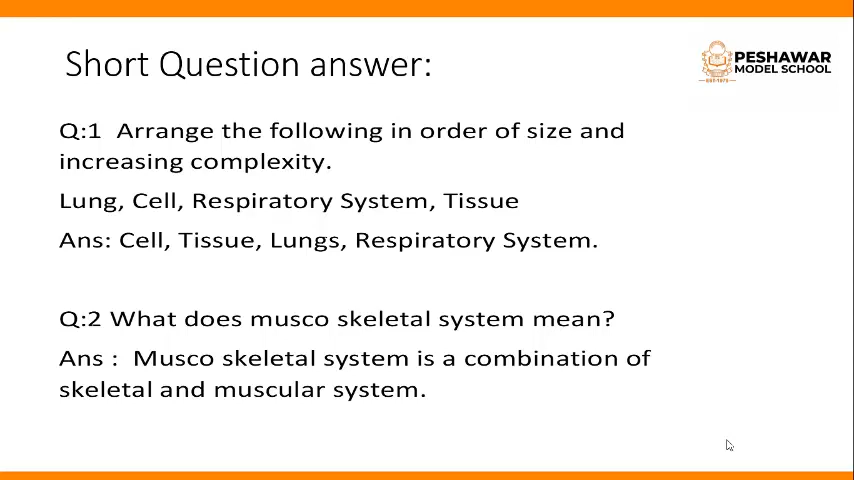 Short Question answer:
PESHAWAR
MODEL SCHOOL
Q:1 Arrange the following in order of size and
increasing complexity.
Lung, Cell, Respiratory System, Tissue
Ans: Cell, Tissue, Lungs, Respiratory System.
Q:2 What does musco skeletal system mean?
Ans : Musco skeletal system is a combination of
skeletal and muscular system.